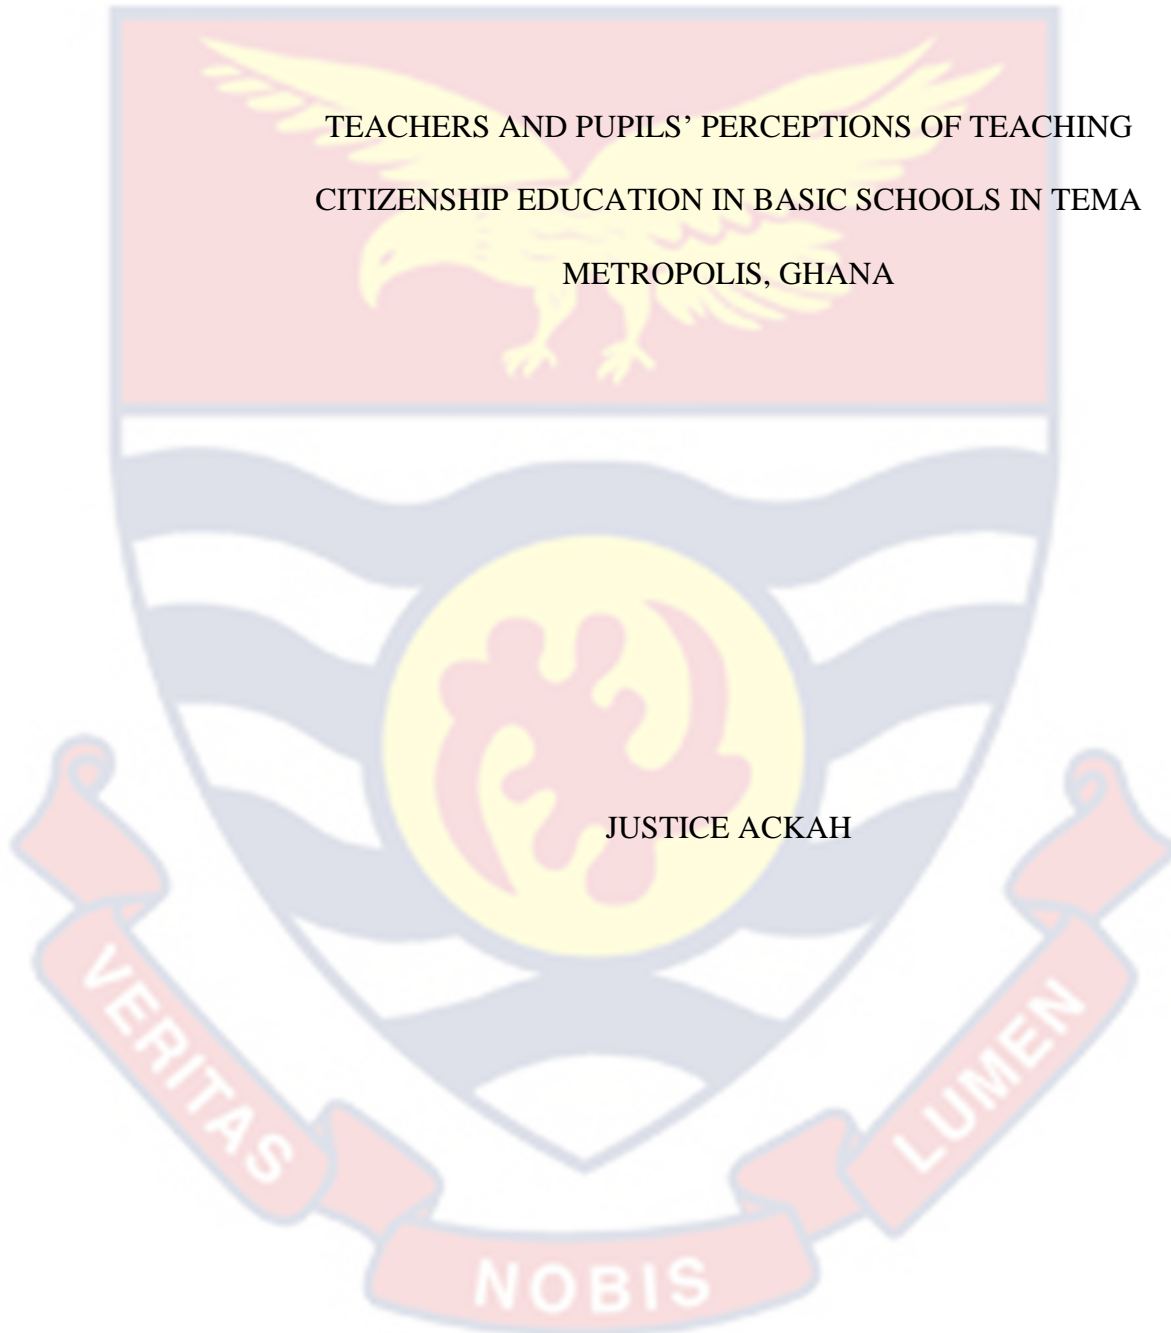 TEACHERS AND PUPILS’ PERCEPTIONS OF TEACHING
CITIZENSHIP EDUCATION IN BASIC SCHOOLS IN TEMA
METROPOLIS, GHANA
JUSTICE ACKAH
VERITAS
NOBIS
LUMEN